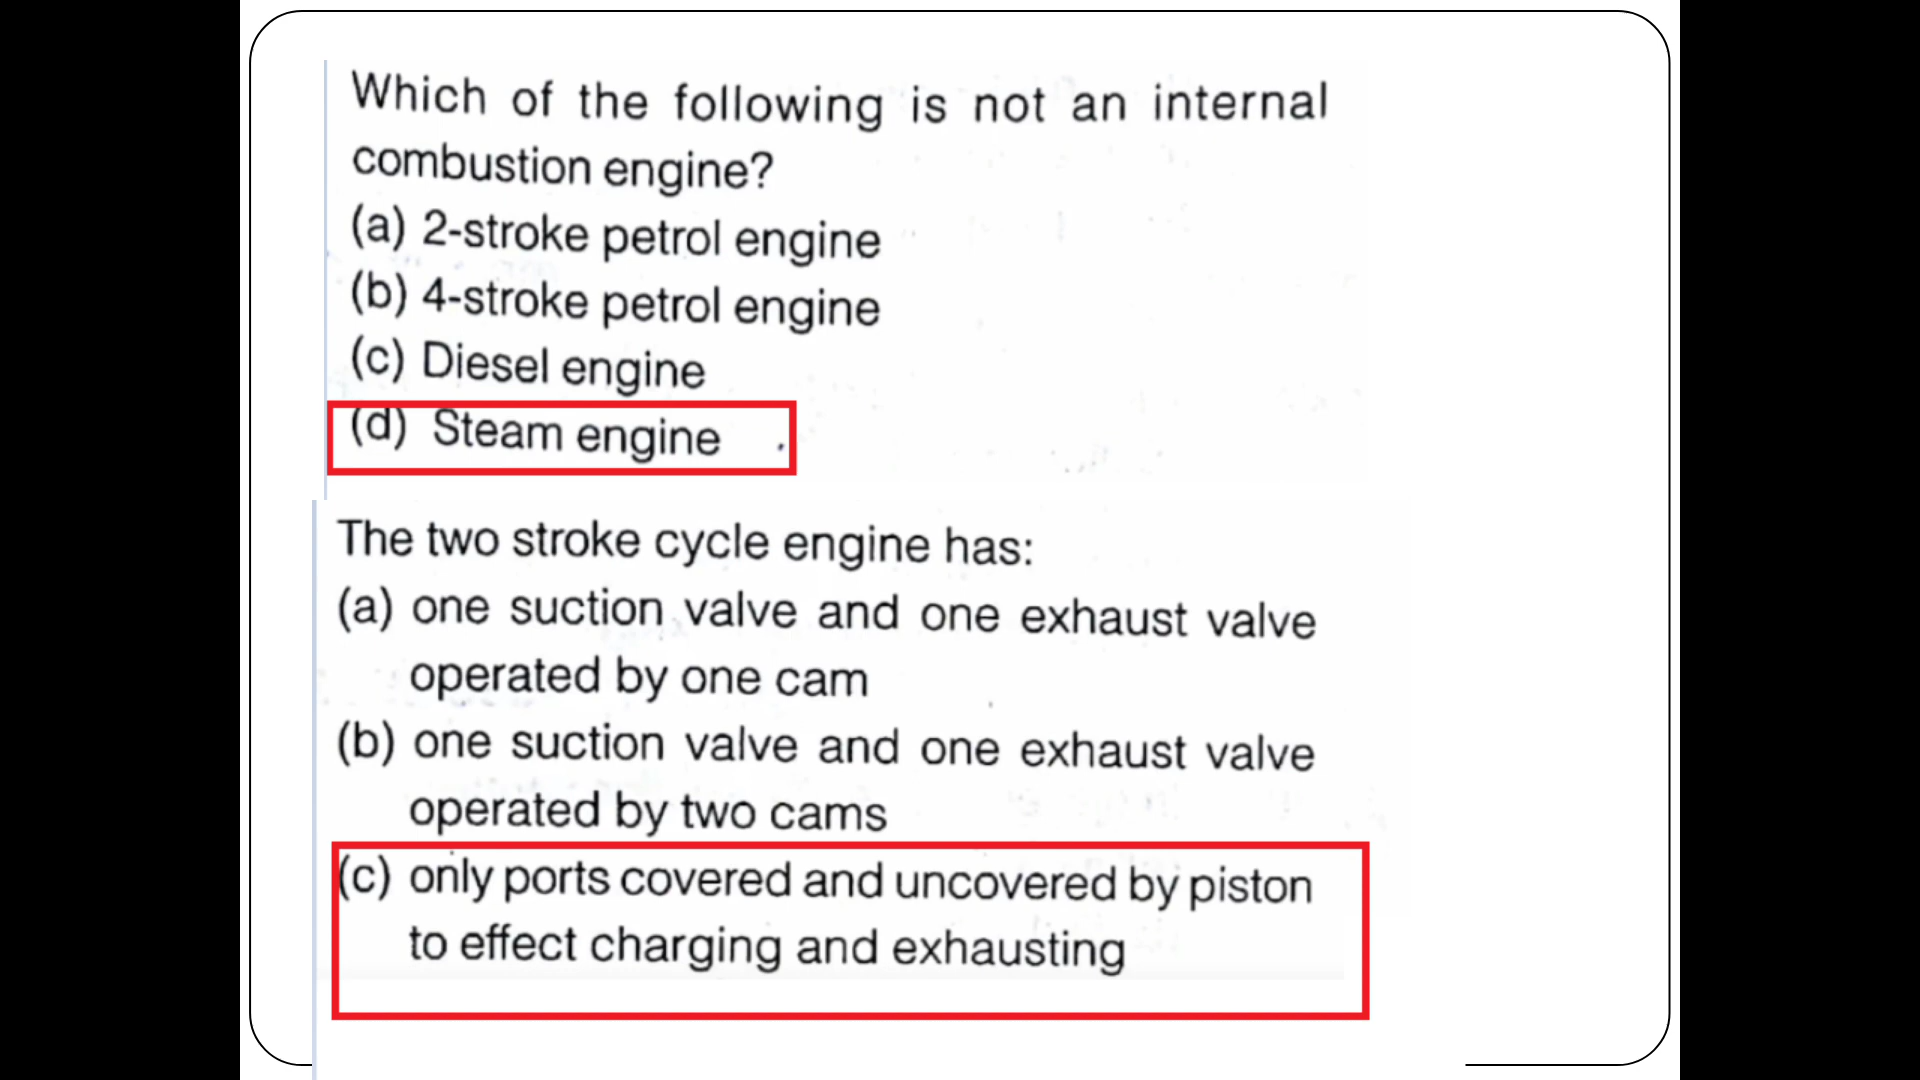 Which of the following is not an internal
combustion engine?
(a) 2-stroke petrol engine
(b) 4-stroke petrol engine
(c) Diesel engine
(d) Steam engine
The two stroke cycle engine has:
(a) one suction valve and one exhaust valve
operated by one cam
(b) one suction valve and one exhaust valve
operated by two cams
(c) only ports covered and uncovered by piston
to effect charging and exhausting